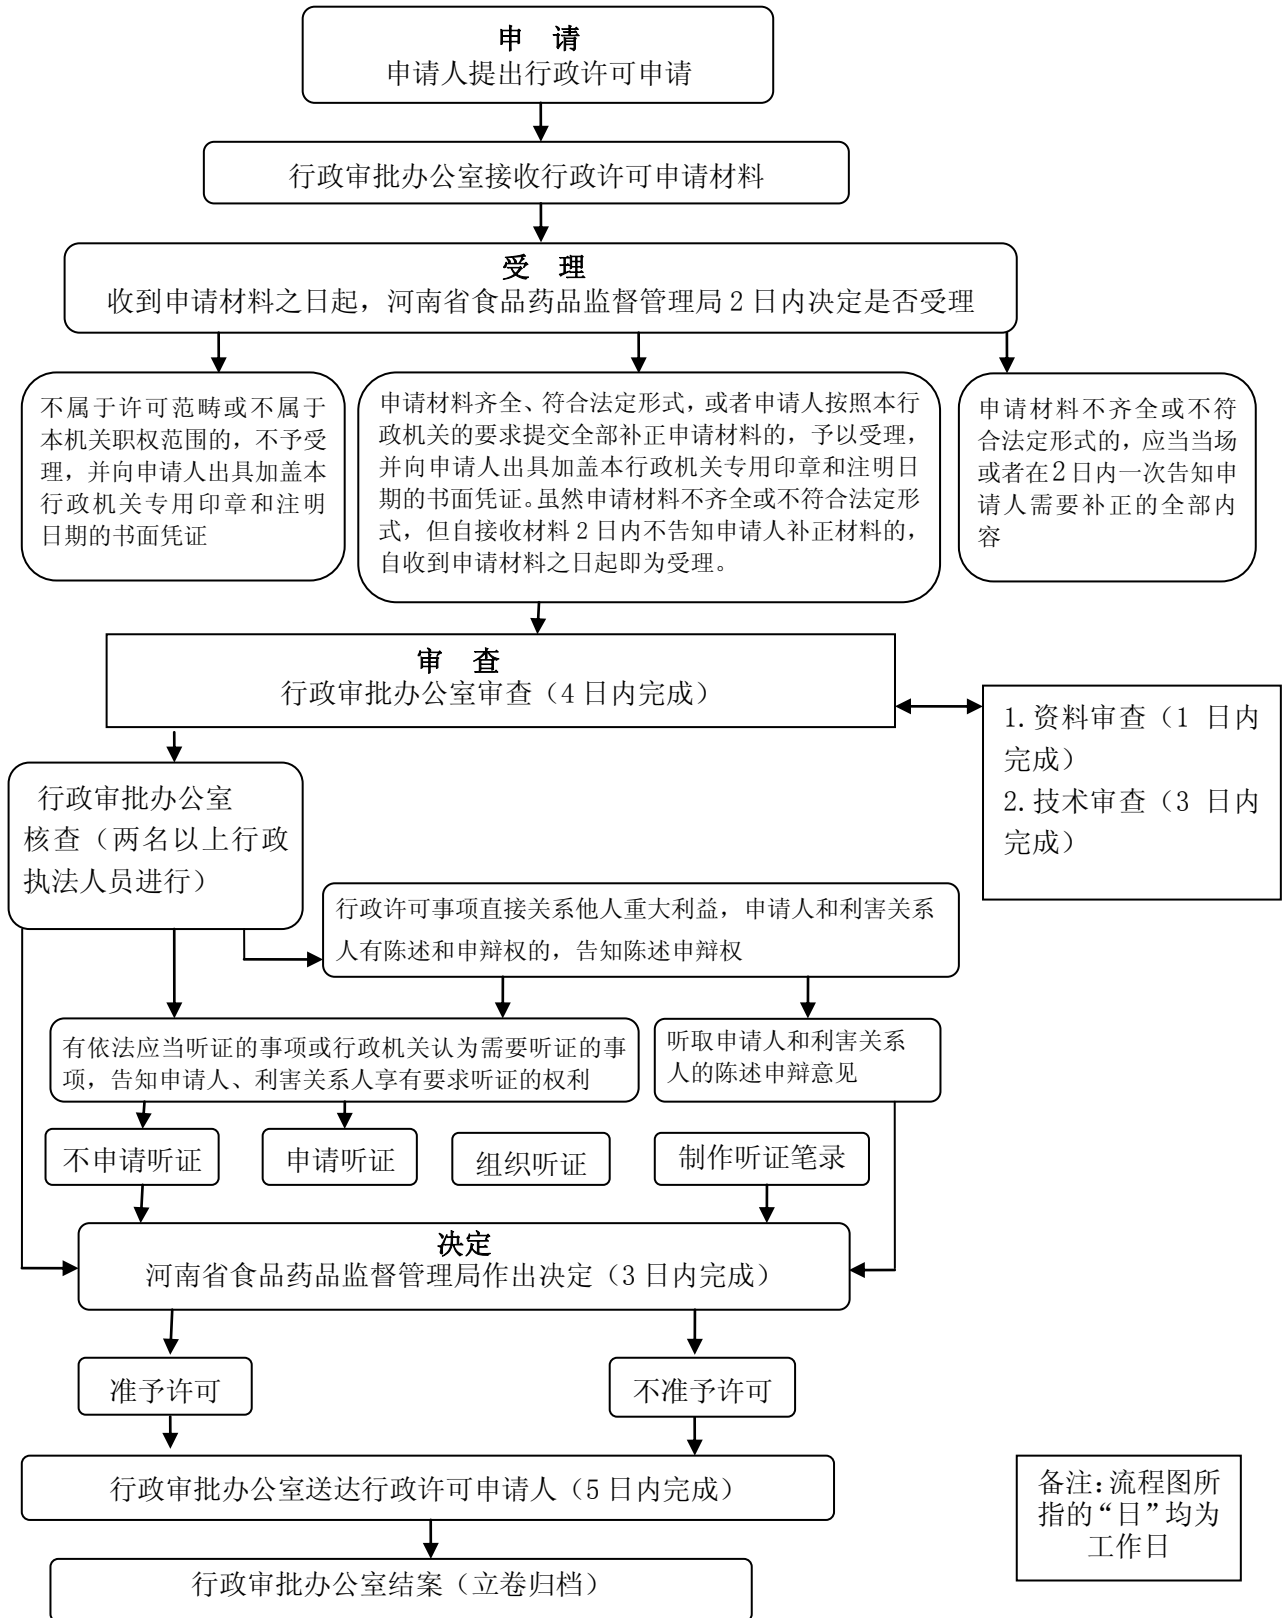 申 请
申请人提出行政许可申请
行政审批办公室接收行政许可申请材料
受 理
收到申请材料之日起，河南省食品药品监督管理局 2 日内决定是否受理
不属于许可范畴或不属于
本机关职权范围的，不予受
理，并向申请人出具加盖本
行政机关专用印章和注明
日期的书面凭证
申请材料齐全、符合法定形式，或者申请人按照本行
政机关的要求提交全部补正申请材料的，予以受理，
并向申请人出具加盖本行政机关专用印章和注明日
期的书面凭证。虽然申请材料不齐全或不符合法定形
式，但自接收材料 2 日内不告知申请人补正材料的，
自收到申请材料之日起即为受理。
申请材料不齐全或不符
合法定形式的，应当当场
或者在2日内一次告知申
请人需要补正的全部内
容
审 查
行政审批办公室审查（4 日内完成）
1.资料审查（1 日内
完成）
2.技术审查（3 日内
完成）
行政审批办公室
核查（两名以上行政
执法人员进行）
行政许可事项直接关系他人重大利益，申请人和利害关系
人有陈述和申辩权的，告知陈述申辩权
有依法应当听证的事项或行政机关认为需要听证的事
项，告知申请人、利害关系人享有要求听证的权利
听取申请人和利害关系
人的陈述申辩意见
不申请听证
申请听证
组织听证
制作听证笔录
决定
河南省食品药品监督管理局作出决定（3 日内完成）
准予许可
不准予许可
行政审批办公室送达行政许可申请人（5 日内完成）
行政审批办公室结案（立卷归档）
备注：流程图所
指的“日”均为
工作日